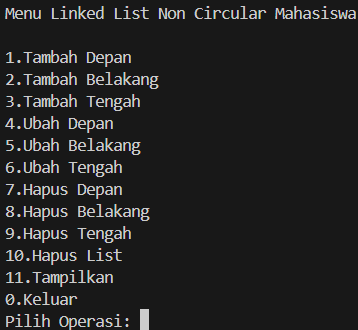 Menu Linked List Non Circular Mahasiswa
1.Tambah Depan
2.Tambah Belakang
3.Tambah Tengah
4.Ubah Depan
5.Ubah Belakang
6.Ubah Tengah
7.Hapus Depan
8.Hapus Belakang
9.Hapus Tengah
10.Hapus List
11.Tampilkan
0.Keluar
Pilih Operasi: